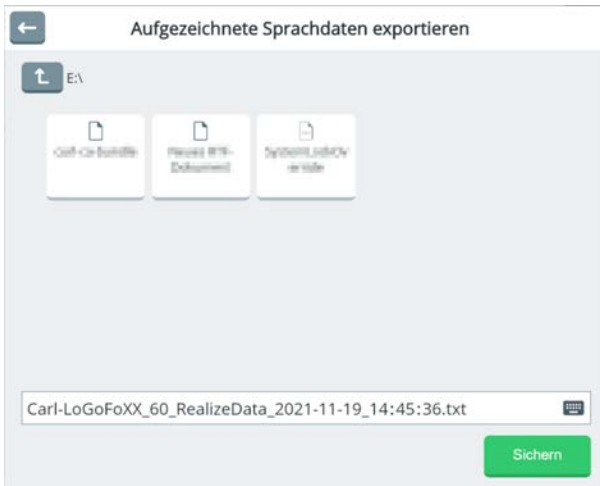 Aufgezeichnete Sprachdaten exportieren
E:\
Carl-LoGoFoXX_60_RealizeData_2021-11-19_14:45:36.txt
Sichern